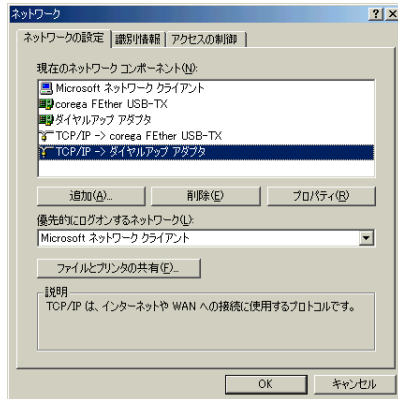 ネットワーク
ネットワークの設定 識別情報 アクセスの制御
現在のネットワーク コンポーネント(N):
Microsoft ネットワーク クライアント
corega FEther USB-TX
ダイヤルアップ アダプタ
TCP/IP -> corega FEther USB-TX
TCP/IP -> ダイヤルアップ アダプタ
追加(A)... 削除(E) プロパティ(R)
優先的にログオンするネットワーク(L):
Microsoft ネットワーク クライアント
ファイルとプリンタの共有(F)...
説明
TCP/IP は、インターネットや WAN への接続に使用するプロトコルです。
OK キャンセル